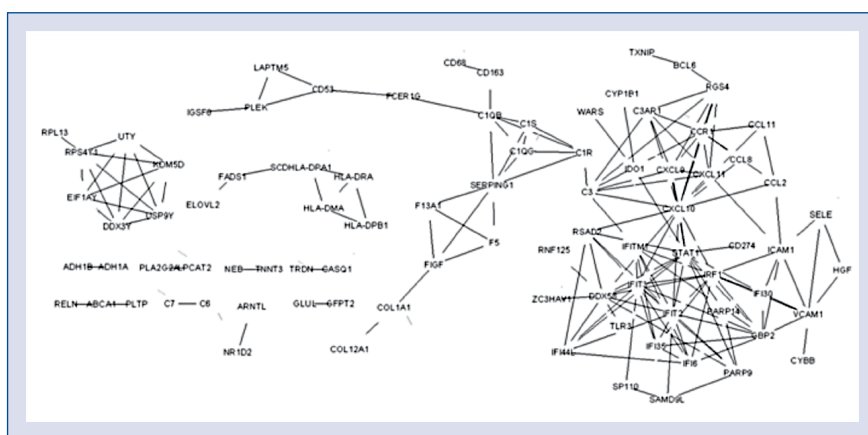 TXNIP
BCL6
RGS4
LAPTM5
CD53
FCER1G
IGSF6
PLEK
CD68
CD163
CYP1B1
WARS
C3AR1
CCR1
CCL11
C1QB
C1S
C1QC
C1R
IDO1
CXCL9
CXCL11
CCL8
CCL2
C3
CXCL10
RPL13
RPS4Y1
UTY
KDM5D
EIF1AY
DDX3Y
USP9Y
FADS1
SCD
ELOVL2
HLA-DPA1
HLA-DRA
HLA-DMA
HLA-DPB1
SERPING1
F13A1
F5
FIGF
COL1A1
COL12A1
RSAD2
RNF125
STAT1
CD274
ICAM1
SELE
HGF
IRF1
IFI30
VCAM1
CYBB
ZC3HAV1
IFIT2
PARP14
GBP2
TLR3
IFI44L
IFI35
IFI6
PARP9
SP110
SAMD9L
ADH1B
ADH1A
LPCAT2
NEB
TNNT3
TRDN
CASQ1
RELN
ABCA1
PLTP
C7
C6
ARNTL
NR1D2
GLUL
GFPT2